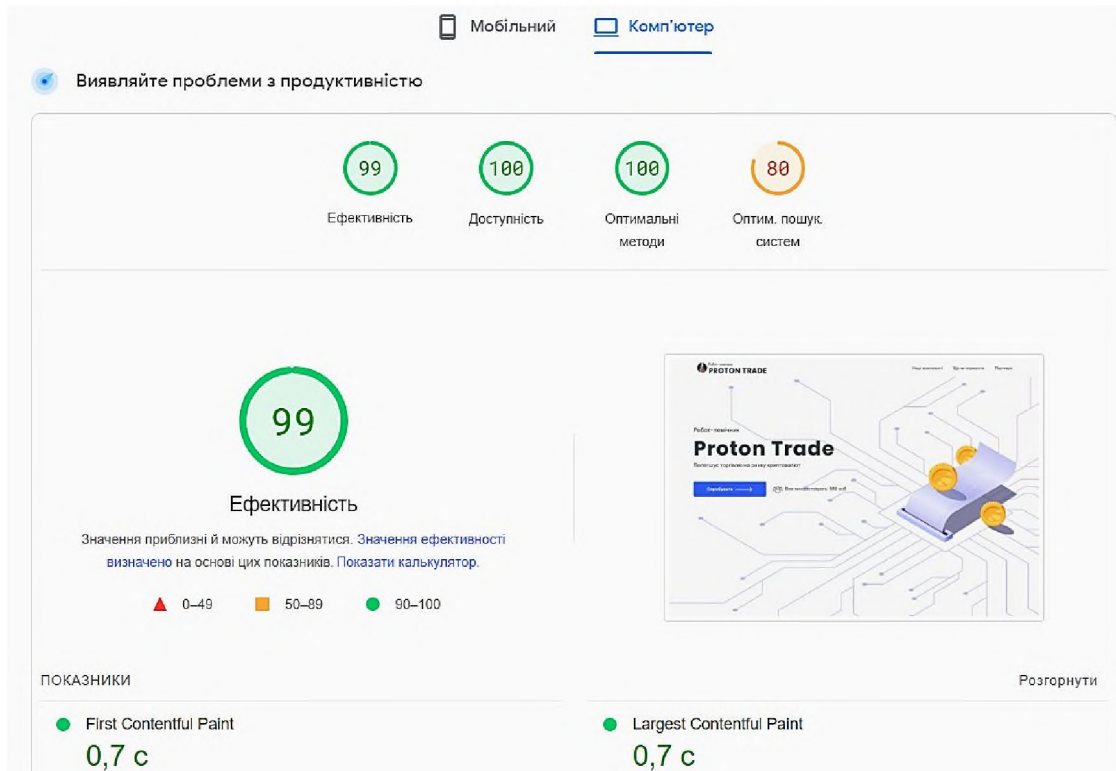 Мобільний
Комп'ютер
Виявляйте проблеми з продуктивністю
99
100
100
80
Ефективність
Доступність
Оптимальні
методи
Оптим. пошук.
систем
99
Ефективність
Значення приблизні й можуть відрізнятися. Значення ефективності
визначено на основі цих показників. Показати калькулятор.
0–49
50–89
90–100
PROTON TRADE
Робот-помічник
Proton Trade
ПОКАЗНИКИ
Розгорнути
First Contentful Paint
0,7 с
Largest Contentful Paint
0,7 с